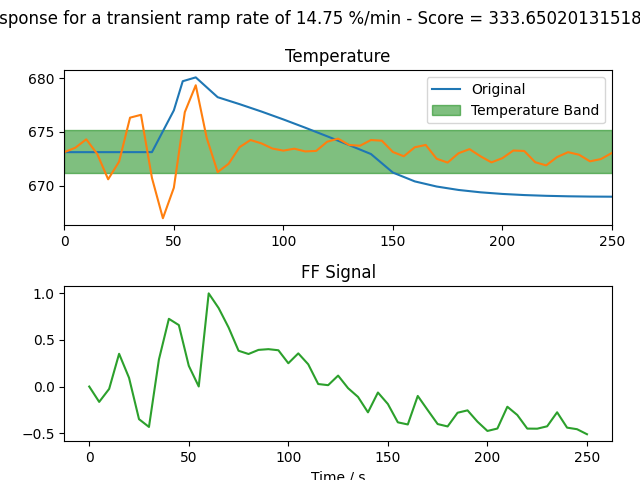 sponse for a transient ramp rate of 14.75 %/min - Score = 333.65020131518
Temperature
680
675
670
Original
Temperature Band
0 50 100 150 200 250
FF Signal
1.0
0.5
0.0
−0.5
0 50 100 150 200 250
Time / s